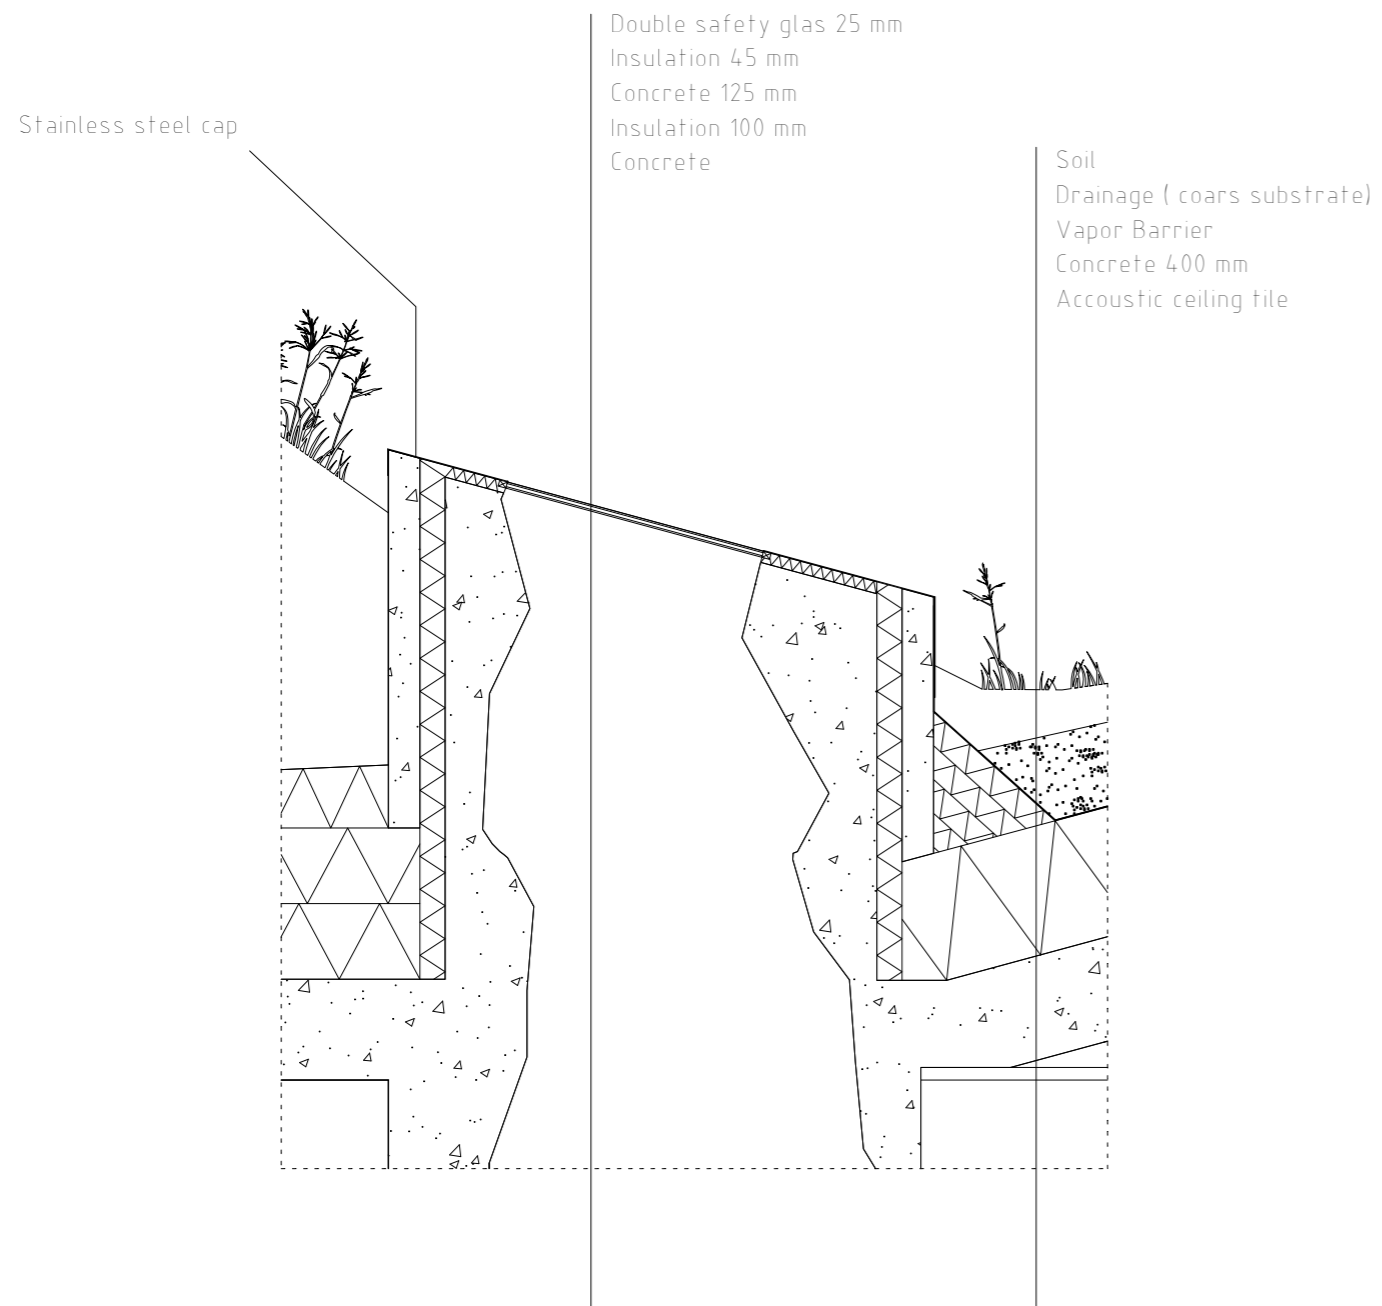 Double safety glas 25 mm
Insulation 45 mm
Concrete 125 mm
Insulation 100 mm
Concrete
Stainless steel cap
Soil
Drainage ( coars substrate)
Vapor Barrier
Concrete 400 mm
Accoustic ceiling tile